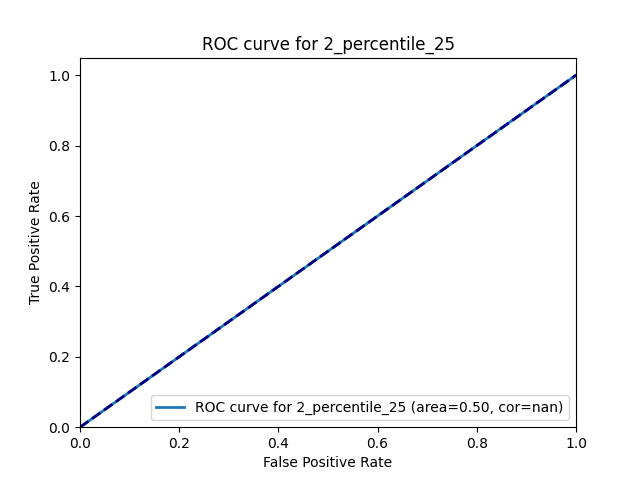 ROC curve for 2_percentile_25
True Positive Rate
1.0
0.8
0.6
0.4
0.2
0.0
ROC curve for 2_percentile_25 (area=0.50, cor=nan)
0.0 0.2 0.4 0.6 0.8 1.0
False Positive Rate